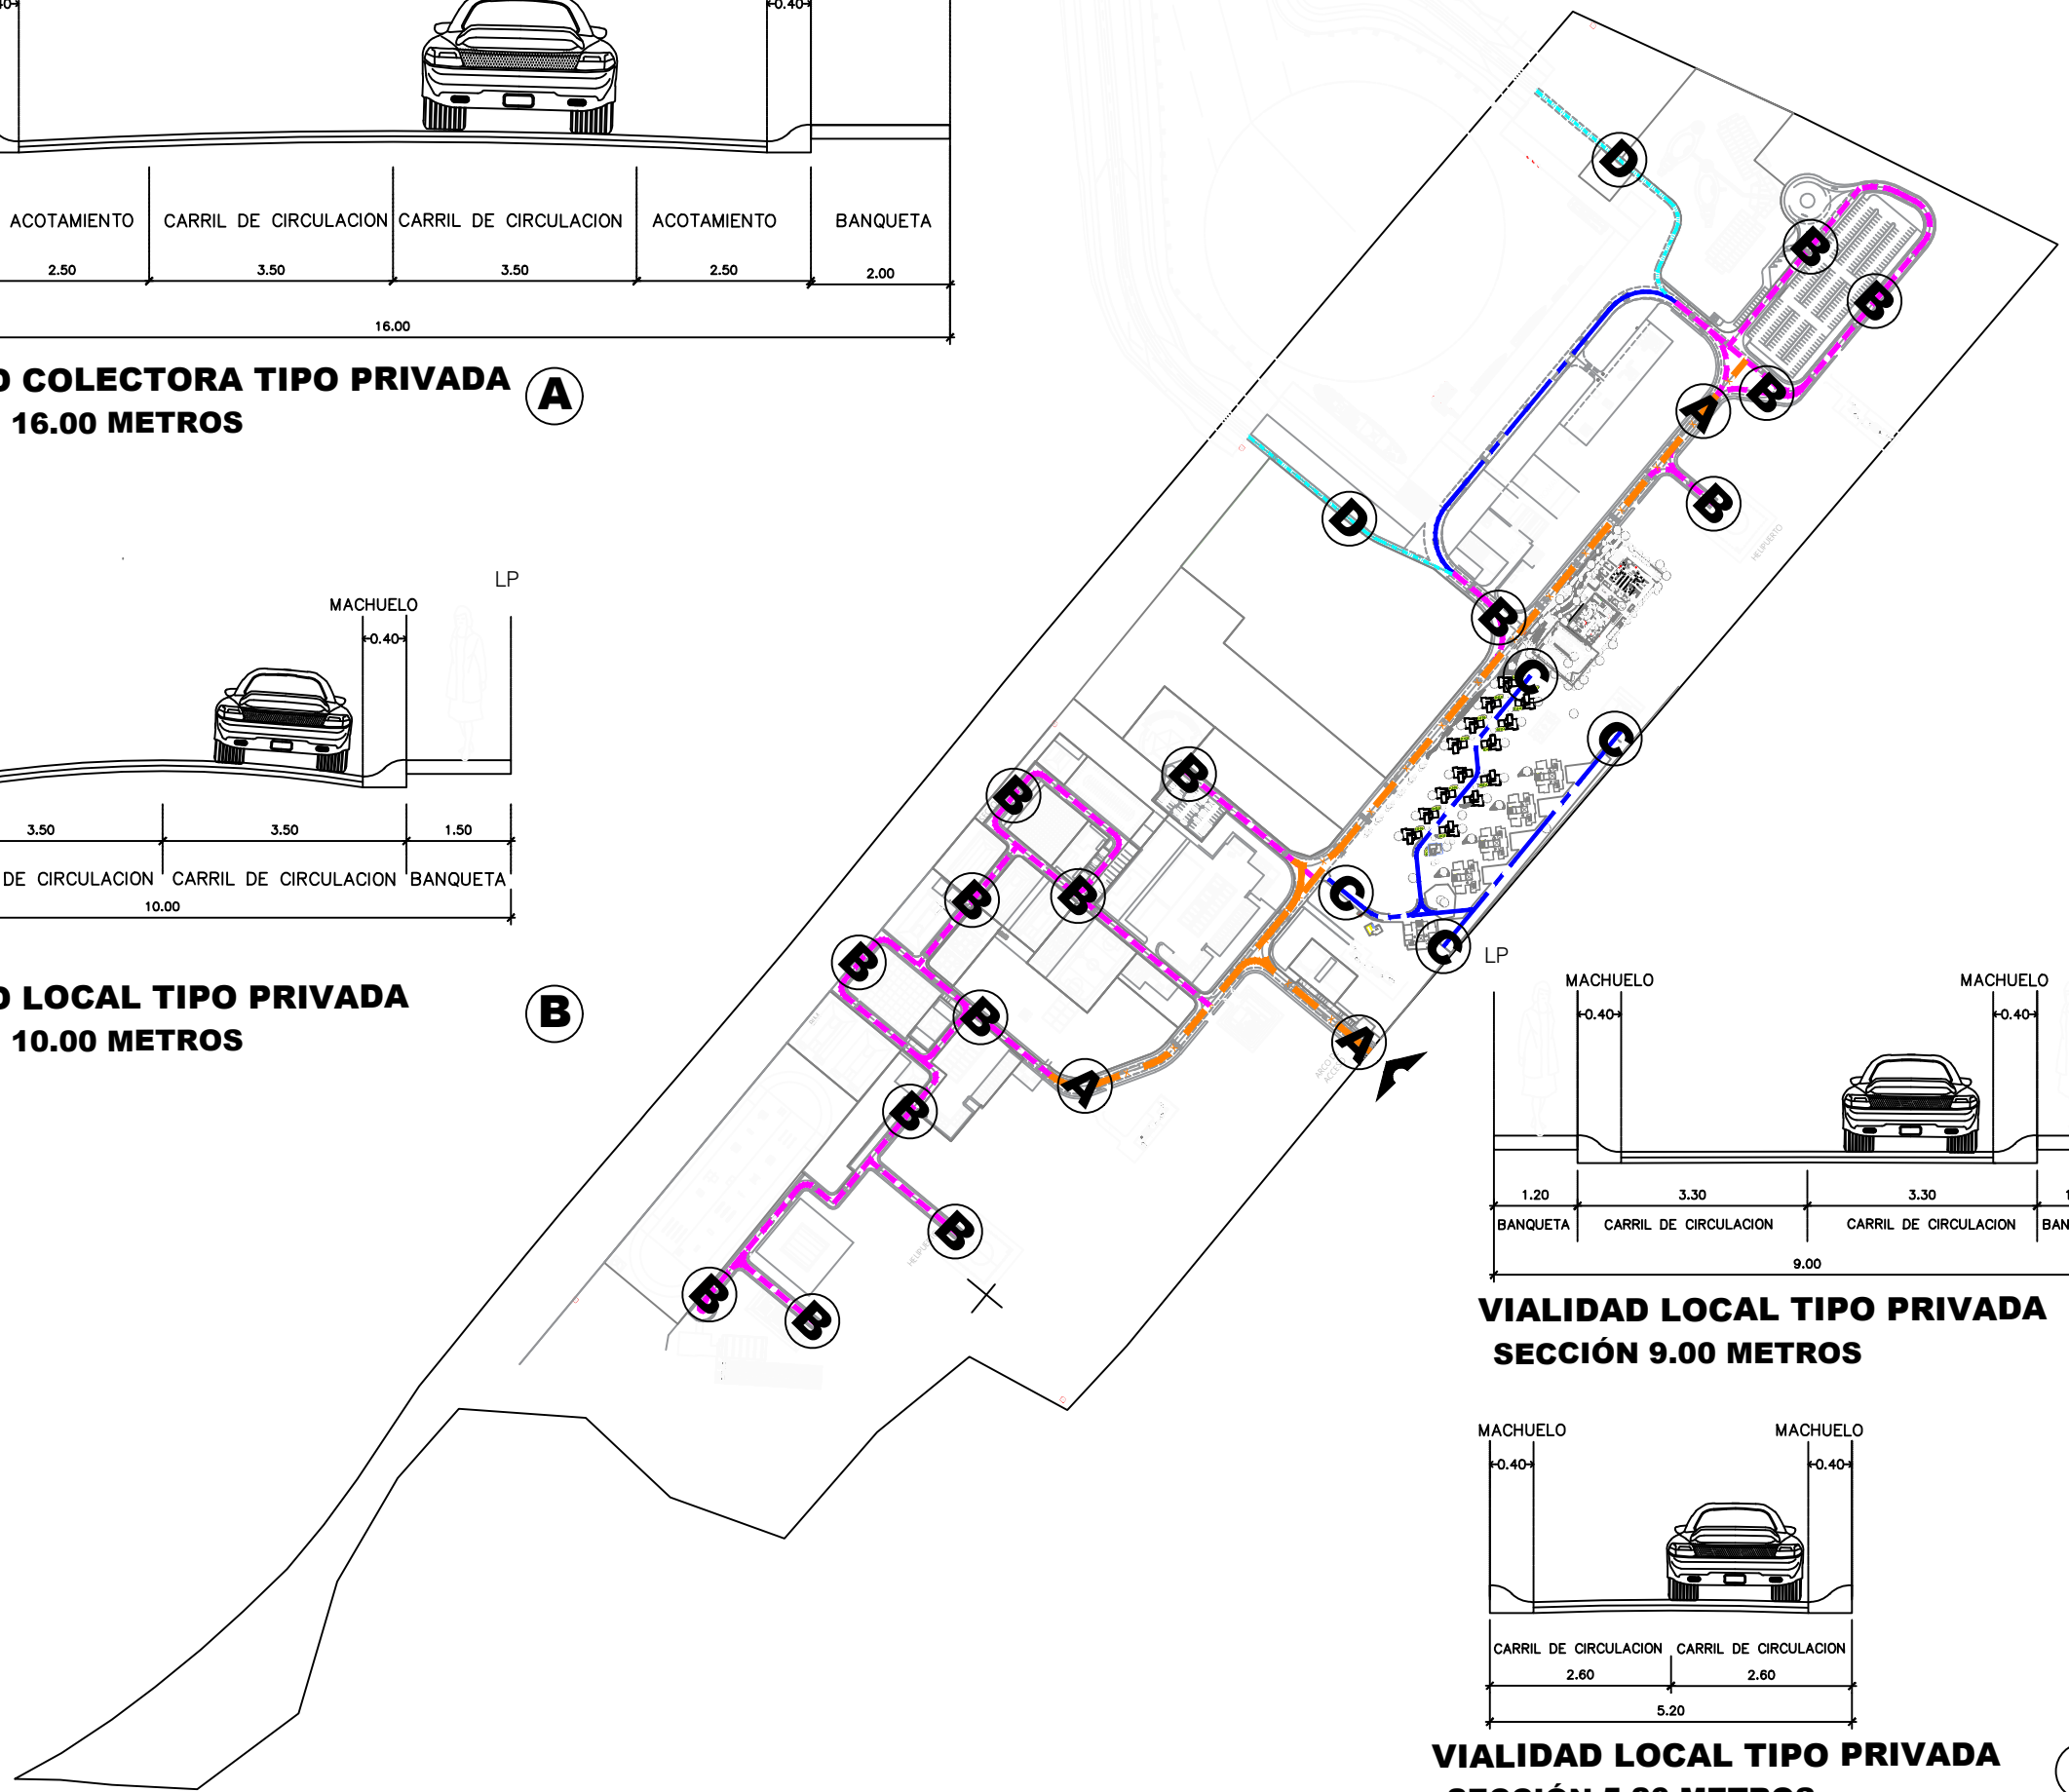 0.40
ACOTAMIENTO CARRIL DE CIRCULACION CARRIL DE CIRCULACION ACOTAMIENTO BANQUETA
2.50 3.50 3.50 2.50 2.00
16.00
COLECTORA TIPO PRIVADA
16.00 METROS
A
LP
MACHUELO
0.40
3.50 3.50 1.50
DE CIRCULACION CARRIL DE CIRCULACION BANQUETA
10.00
LOCAL TIPO PRIVADA
10.00 METROS
B
D
B
B
B
A
B
D
B
C
C
B
B
C
B
B
C
B
B
A
A
B
B
B
B
HELIPUERTO
LP
MACHUELO MACHUELO
0.40 0.40
1.20 3.30 3.30
BANQUETA CARRIL DE CIRCULACION CARRIL DE CIRCULACION
9.00
VIALIDAD LOCAL TIPO PRIVADA
SECCIÓN 9.00 METROS
MACHUELO MACHUELO
0.40 0.40
CARRIL DE CIRCULACION CARRIL DE CIRCULACION
2.60 2.60
5.20
VIALIDAD LOCAL TIPO PRIVADA